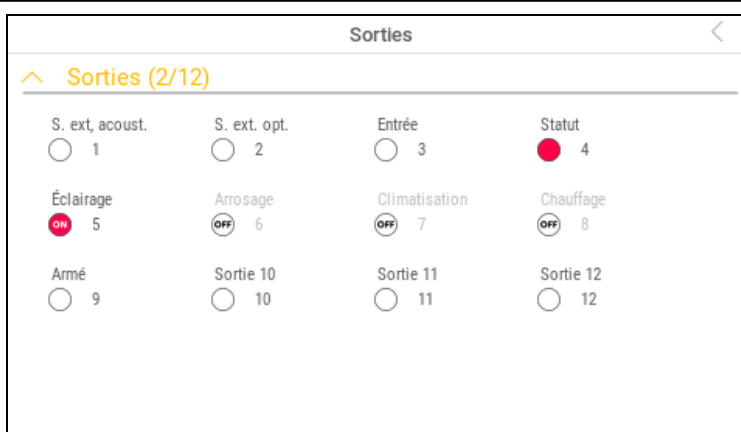 Sorties
Sorties (2/12)
S. ext, acoust. S. ext. opt. Entrée Statut
1 2 3 4
Éclairage Arrosage Climatisation Chauffage
ON 5 OFF 6 OFF 7 OFF 8
Armé Sortie 10 Sortie 11 Sortie 12
9 10 11 12